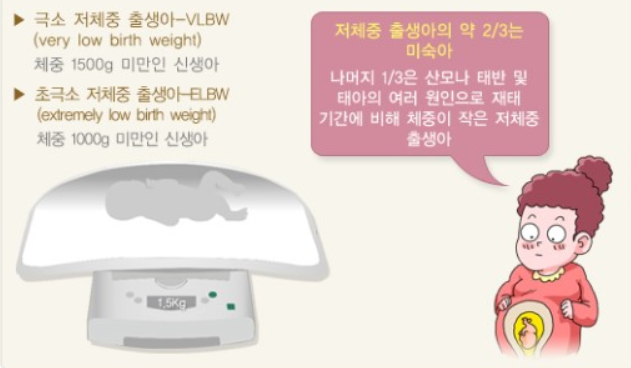 ▶ 극소 저체중 출생아-VLBW
(very low birth weight)
체중 1500g 미만인 신생아
▶ 초극소 저체중 출생아-ELBW
(extremely low birth weight)
체중 1000g 미만인 신생아
저체중 출생아의 약 2/3는
미숙아
나머지 1/3은 산모나 태반 및
태아의 여러 원인으로 재태
기간에 비해 체중이 작은 저체중
출생아
1.5Kg